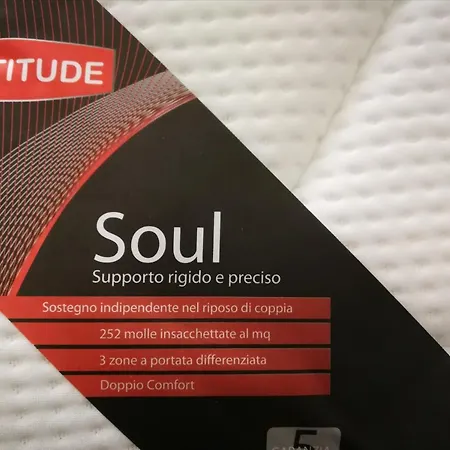 TITUDE
Soul
Supporto rigido e preciso
Sostegno indipendente nel riposo di coppia
252 molle insacchettate al mq
3 zone a portata differenziata
Doppio Comfort
5
GARANZIA